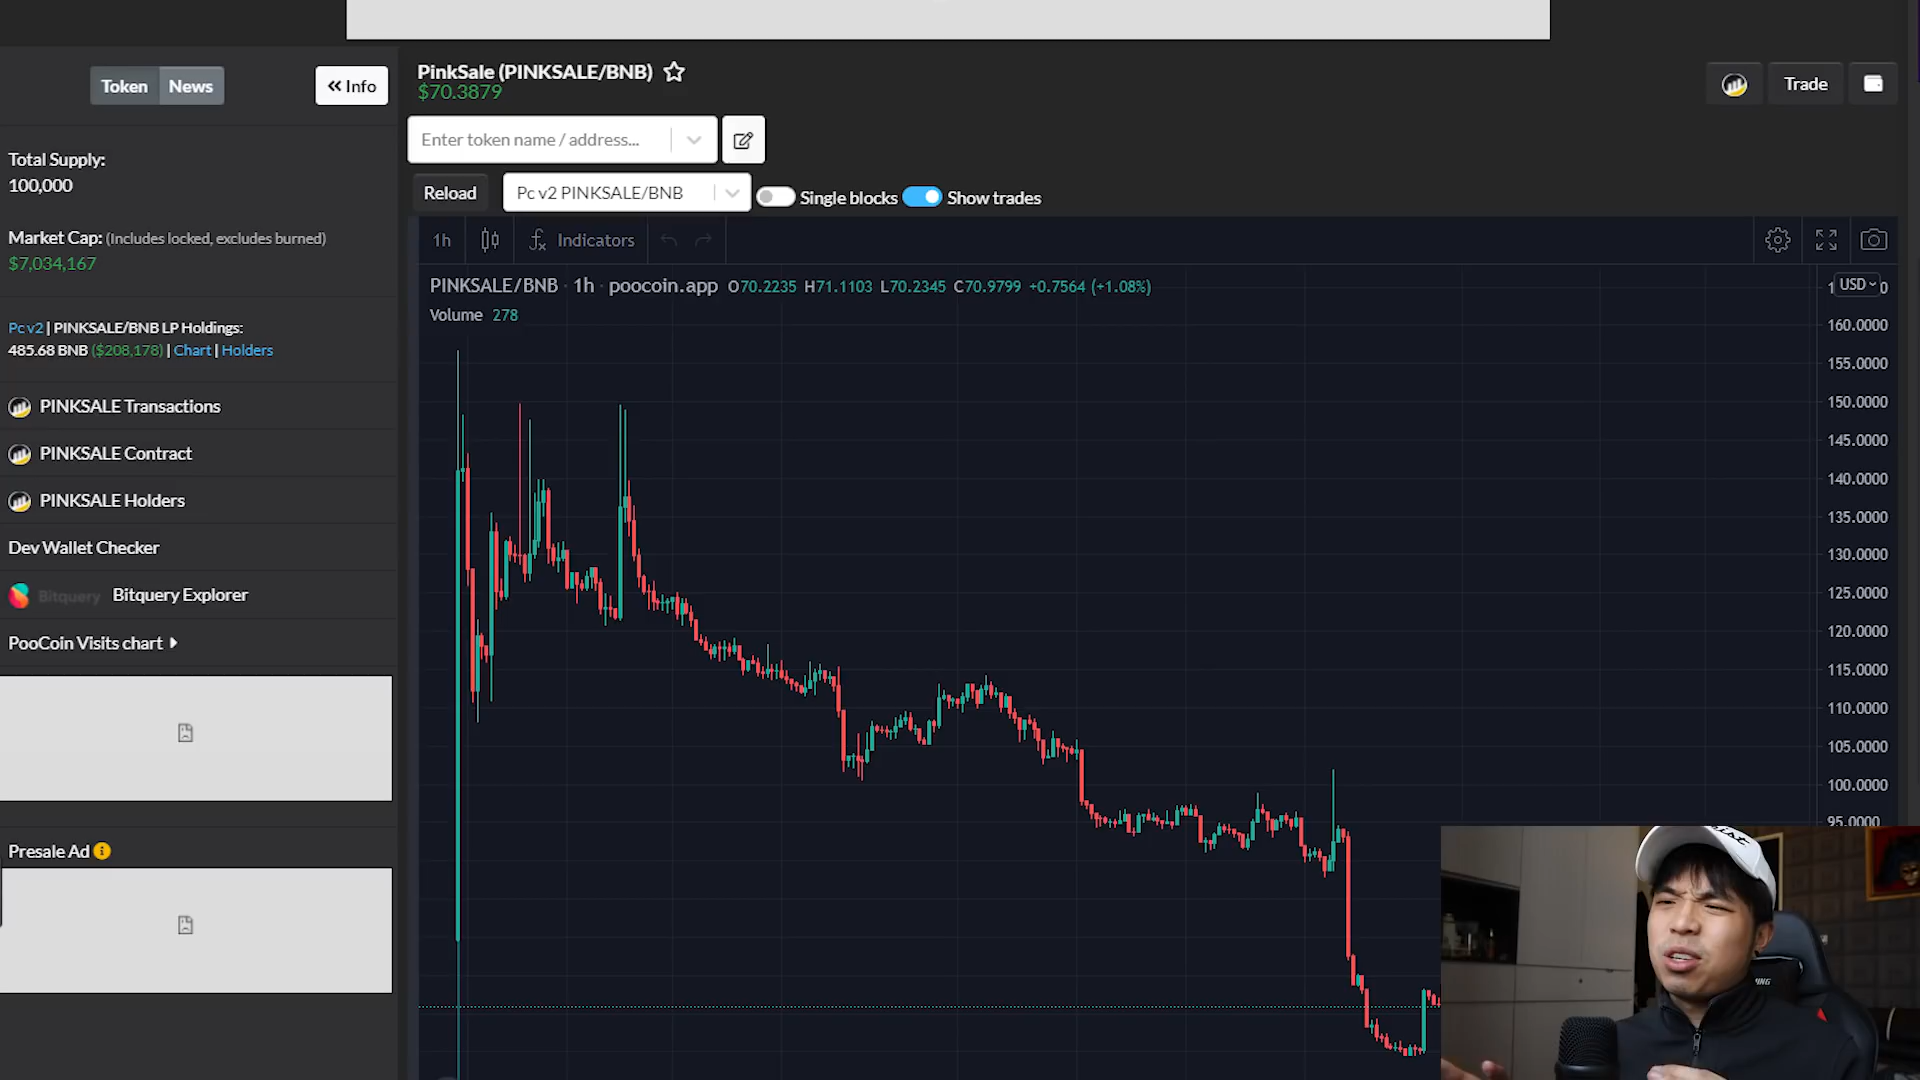 Token News
« Info
Total Supply:
100,000
Market Cap: (Includes locked, excludes burned)
$7,034,167
Pc v2 | PINKSALE/BNB LP Holdings:
485.68 BNB ($208,178) | Chart | Holders
PINKSALE Transactions
PINKSALE Contract
PINKSALE Holders
Dev Wallet Checker
Bitquery Bitquery Explorer
PooCoin Visits chart
Presale Ad
PinkSale (PINKSALE/BNB)
$70.3879
Trade
Enter token name / address...
Reload
Pc v2 PINKSALE/BNB
Single blocks
Show trades
1h
Indicators
PINKSALE/BNB · 1h · poocoin.app O70.2235 H71.1103 L70.2345 C70.9799 +0.7564 (+1.08%)
Volume 278
USD
160.0000
155.0000
150.0000
145.0000
140.0000
135.0000
130.0000
125.0000
120.0000
115.0000
110.0000
105.0000
100.0000
95.0000